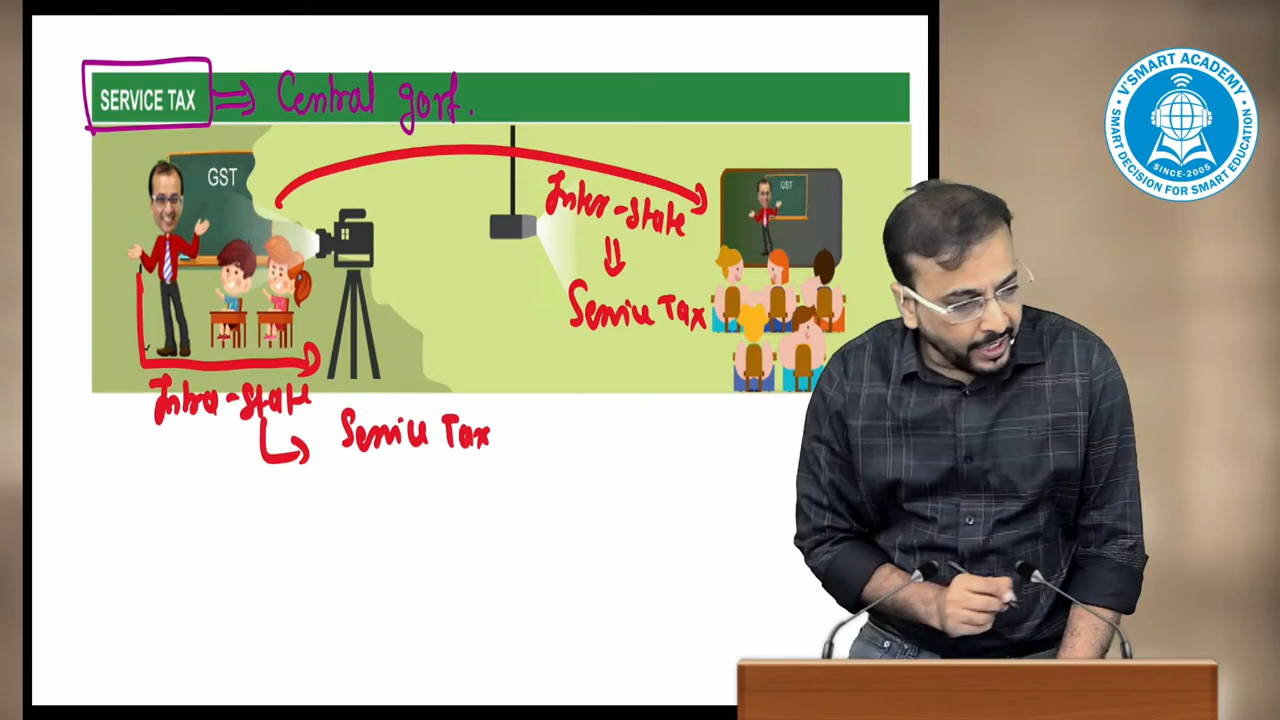 SERVICE TAX ⇒ Central govt.
GST
GST
Inter-State
⇓
Service Tax
Intra-State
Service Tax
V'SMART ACADEMY
SINCE-2005
SMART DECISION FOR SMART EDUCATION